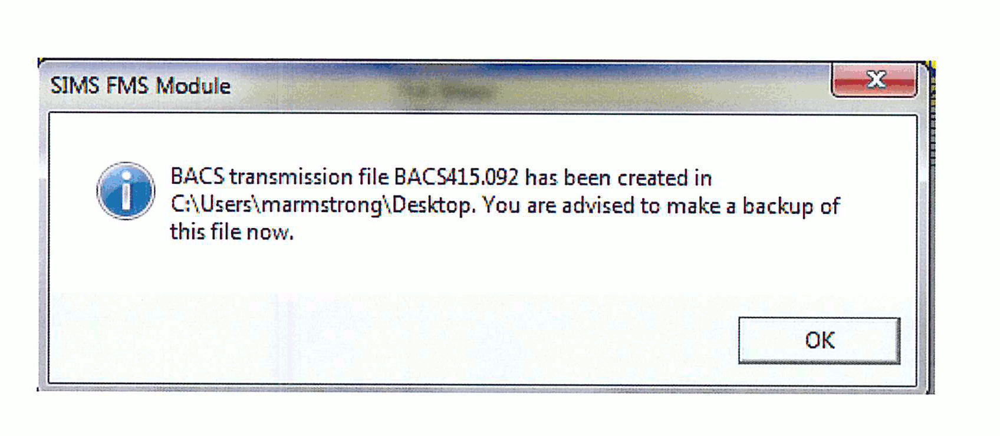 SIMS FMS Module
BACS transmission file BACS415.092 has been created in
C:\Users\marmstrong\Desktop. You are advised to make a backup of
this file now.
OK